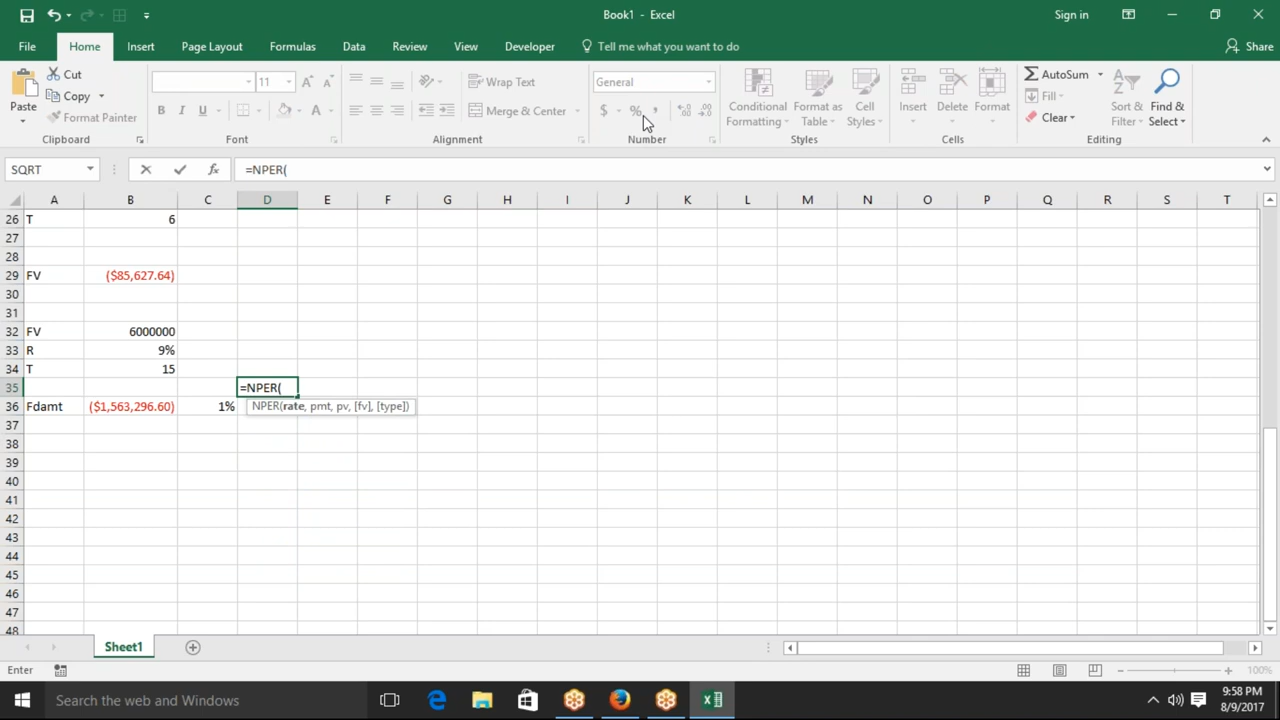 Book1 - Excel
Sign in
File Home Insert Page Layout Formulas Data Review View Developer Tell me what you want to do Share
Paste
Cut
Copy
Format Painter
Clipboard
11
B I U
Font
Wrap Text
Merge & Center
Alignment
General
$ % ,
Number
Conditional Formatting
Format as Table
Cell Styles
Styles
Insert Delete Format
Cells
AutoSum
Fill
Clear
Sort & Filter
Find & Select
Editing
SQRT fx =NPER(
A B C D E F G H I J K L M N O P Q R S T
26 T 6
27
28
29 FV ($85,627.64)
30
31
32 FV 6000000
33 R 9%
34 T 15
35 =NPER(
36 Fdamt ($1,563,296.60) 1% NPER(rate, pmt, pv, [fv], [type])
37
38
39
40
41
42
43
44
45
46
47
48
Sheet1
Enter 100%
Search the web and Windows
9:58 PM
8/9/2017